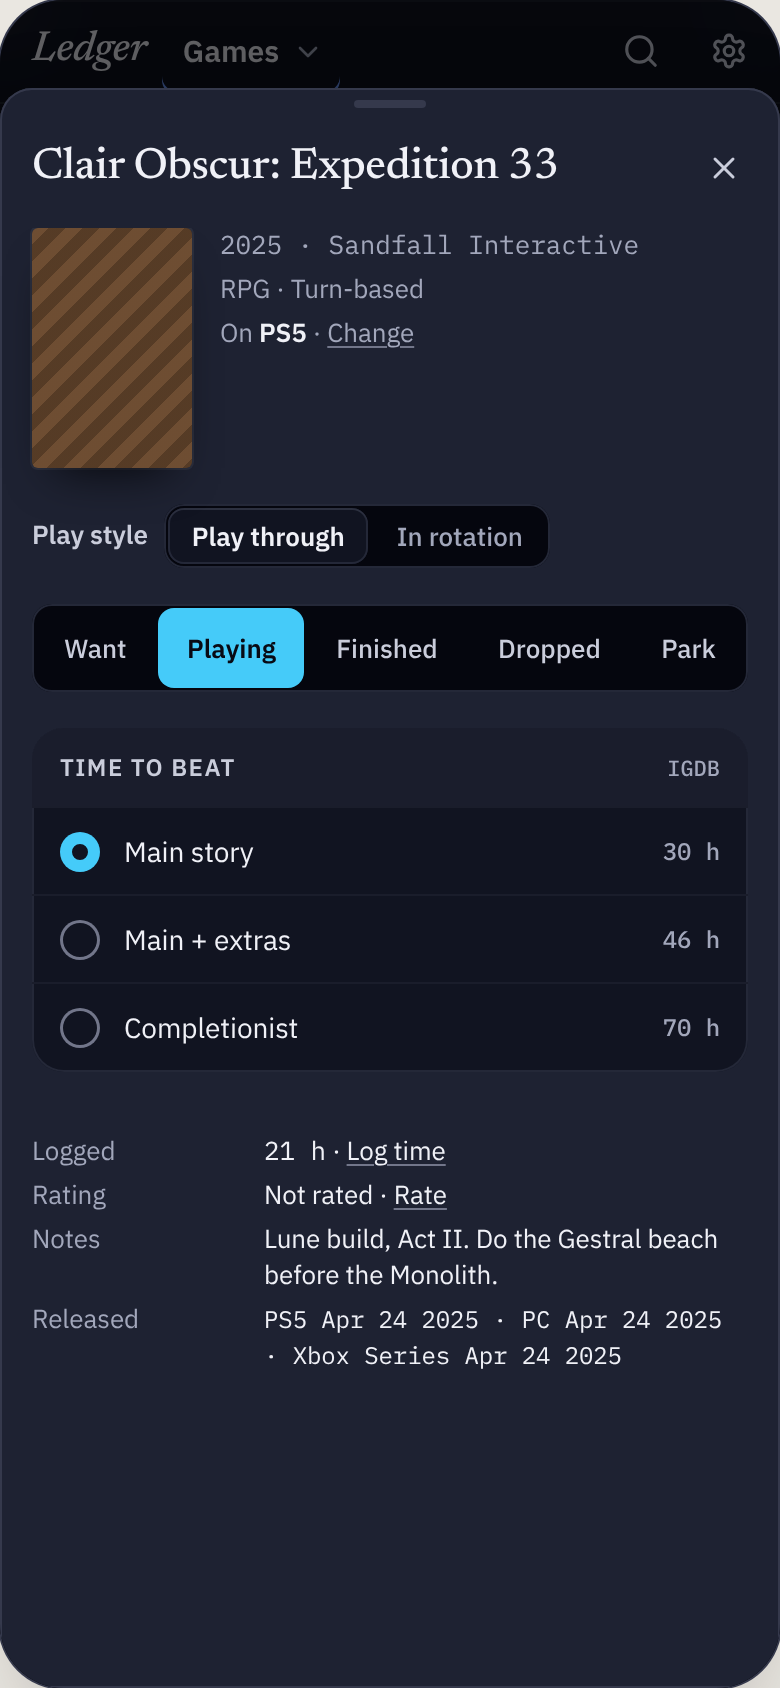 Ledger Games
Clair Obscur: Expedition 33
2025 · Sandfall Interactive
RPG · Turn-based
On PS5 · Change
Play style Play through In rotation
Want Playing Finished Dropped Park
TIME TO BEAT IGDB
Main story 30 h
Main + extras 46 h
Completionist 70 h
Logged 21 h · Log time
Rating Not rated · Rate
Notes Lune build, Act II. Do the Gestral beach
before the Monolith.
Released PS5 Apr 24 2025 · PC Apr 24 2025
· Xbox Series Apr 24 2025